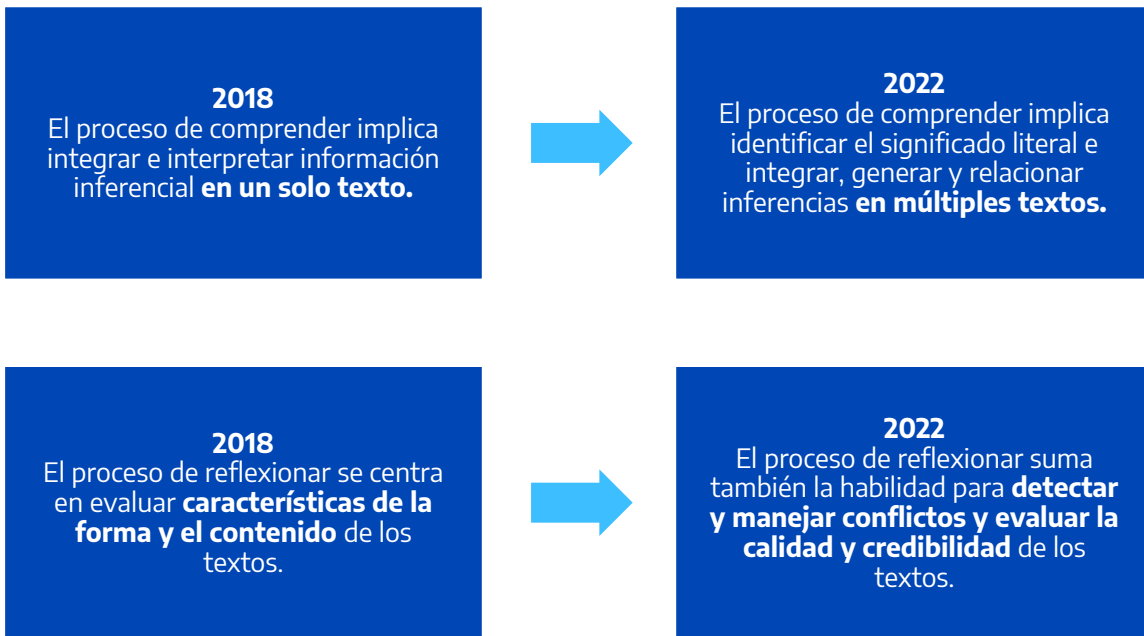 2018
El proceso de comprender implica
integrar e interpretar información
inferencial en un solo texto.
2022
El proceso de comprender implica
identificar el significado literal e
integrar, generar y relacionar
inferencias en múltiples textos.
2018
El proceso de reflexionar se centra
en evaluar características de la
forma y el contenido de los
textos.
2022
El proceso de reflexionar suma
también la habilidad para detectar
y manejar conflictos y evaluar la
calidad y credibilidad de los
textos.